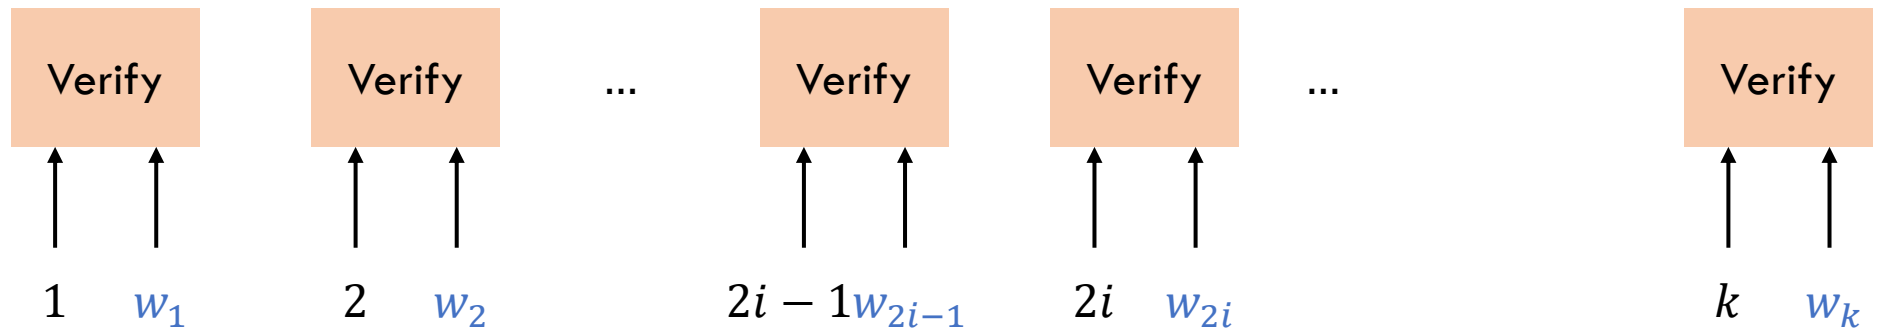 Verify Verify ... Verify Verify ... Verify
1 w₁ 2 w₂ 2i − 1 w₂ᵢ₋₁ 2i w₂ᵢ k wₖ